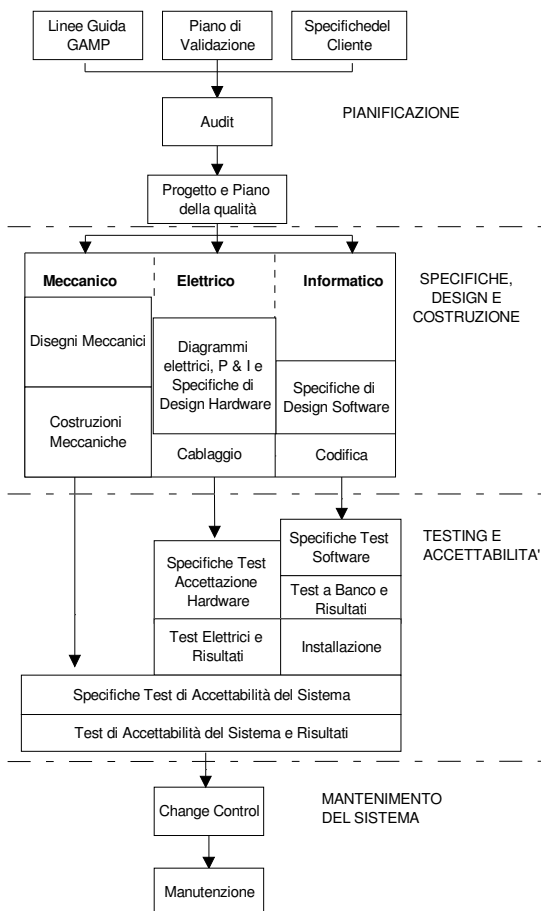 Linee Guida
GAMP
Piano di
Validazione
Specifichedel
Cliente
Audit
PIANIFICAZIONE
Progetto e Piano
della qualità
Meccanico
Elettrico
Informatico
SPECIFICHE,
DESIGN E
COSTRUZIONE
Disegni Meccanici
Diagrammi
elettrici, P & I e
Specifiche di
Design Hardware
Specifiche di
Design Software
Costruzioni
Meccaniche
Cablaggio
Codifica
TESTING E
ACCETTABILITA'
Specifiche Test
Software
Specifiche Test
Accettazione
Hardware
Test a Banco e
Risultati
Test Elettrici e
Risultati
Installazione
Specifiche Test di Accettabilità del Sistema
Test di Accettabilità del Sistema e Risultati
Change Control
MANTENIMENTO
DEL SISTEMA
Manutenzione